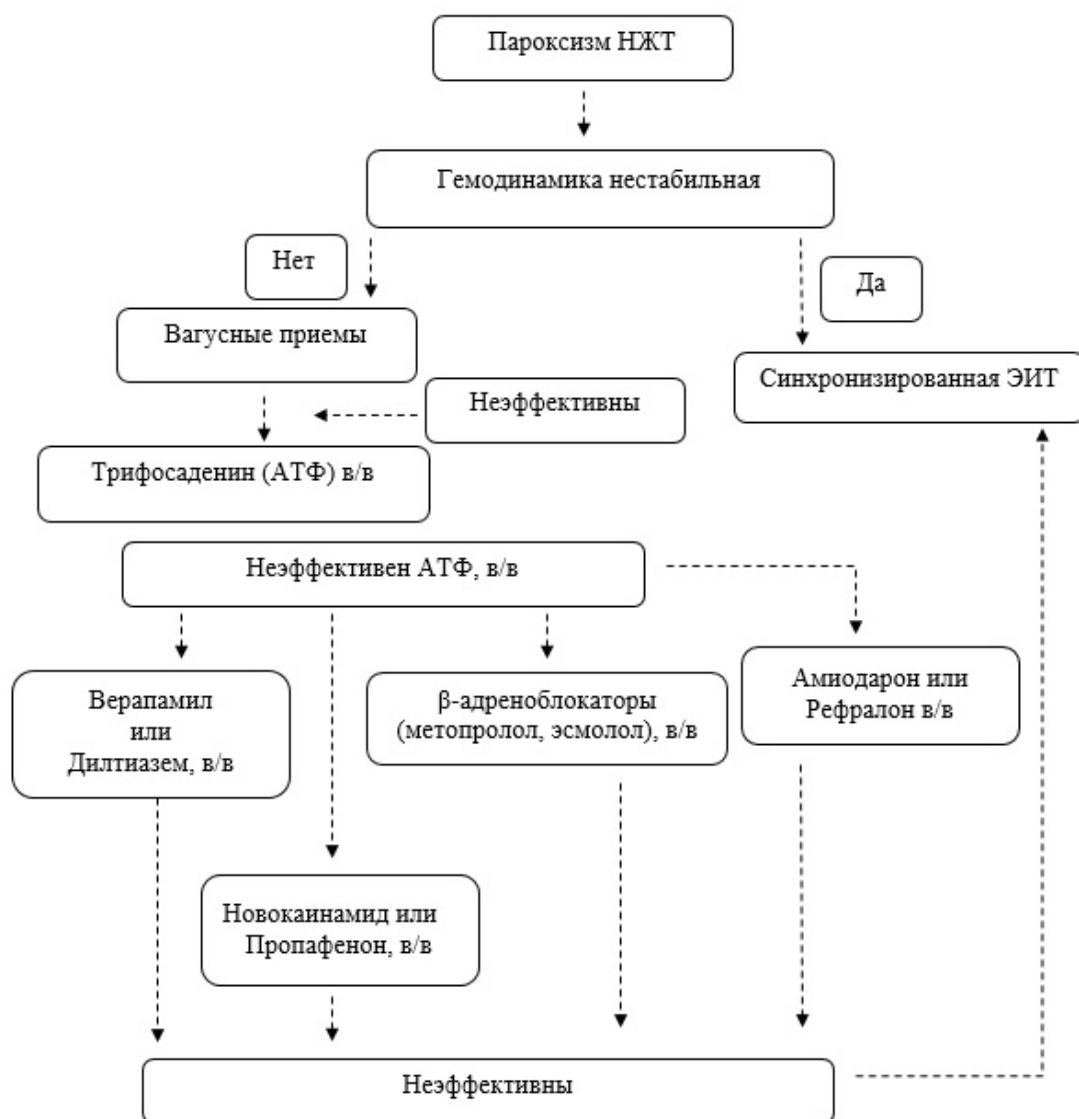 Пароксизм НЖТ
Гемодинамика нестабильная
Нет
Да
Вагусные приемы
Синхронизированная ЭИТ
Неэффективны
Трифосаденин (АТФ) в/в
Неэффективен АТФ, в/в
Верапамил
или
Дилтиазем, в/в
β-адреноблокаторы
(метопролол, эсмолол), в/в
Амиодарон или
Рефралон в/в
Новокаинамид или
Пропафенон, в/в
Неэффективны